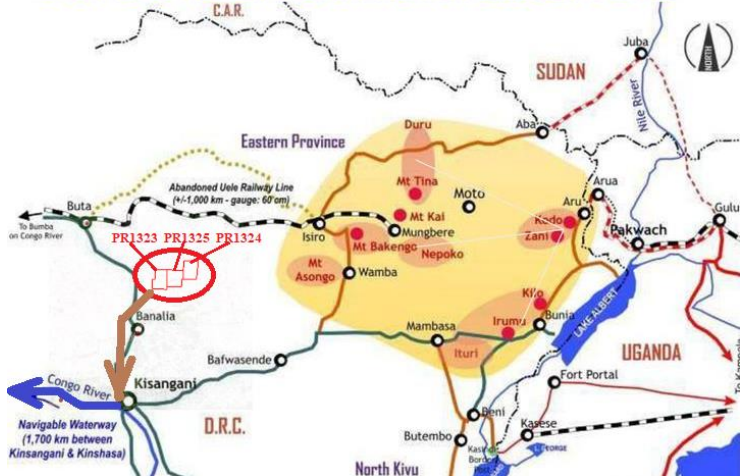 C.A.R.
Juba
NORTH
SUDAN
Nile River
Aba
Duru
Eastern Province
Abandoned Uele Railway Line
(+/-1,000 km - gauge: 60 cm)
Mt Tina
Moto
Arua
Buta
Mt Kai
Aru
Kodo
Gulu
To Bumba
on Congo River
Isiro
Mungbere
Zani
Pakwach
PR1323 PR1325 PR1324
Mt Bakengo
Nepoko
Mt
Asongo
Wamba
Kilo
LAKE ALBERT
Banalia
Irumu
Bunia
Mambasa
UGANDA
Bafwasende
Ituri
Fort Portal
Congo River
Kisangani
Beni
D.R.C.
Kasese
Navigable Waterway
(1,700 km between
Kinsangani & Kinshasa)
Butembo
L. GEORGE
North Kivu